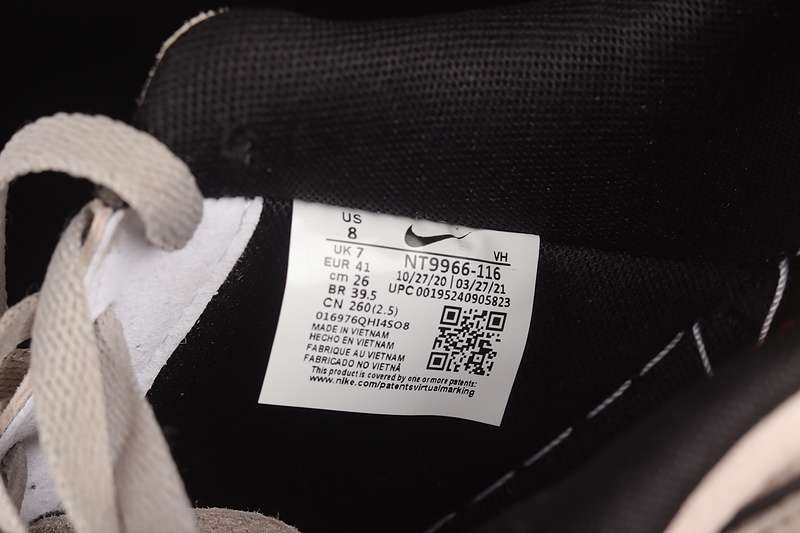 US
8
UK 7
EUR 41
cm 26
BR 39.5
CN 260(2.5)
VH
NT9966-116
10/27/20 | 03/27/21
UPC 00195240905823
016976QHI4SO8
MADE IN VIETNAM
HECHO EN VIETNAM
FABRIQUE AU VIETNAM
FABRICADO NO VIETNÃ
This product is covered by one or more patents:
www.nike.com/patentsvirtualmarking